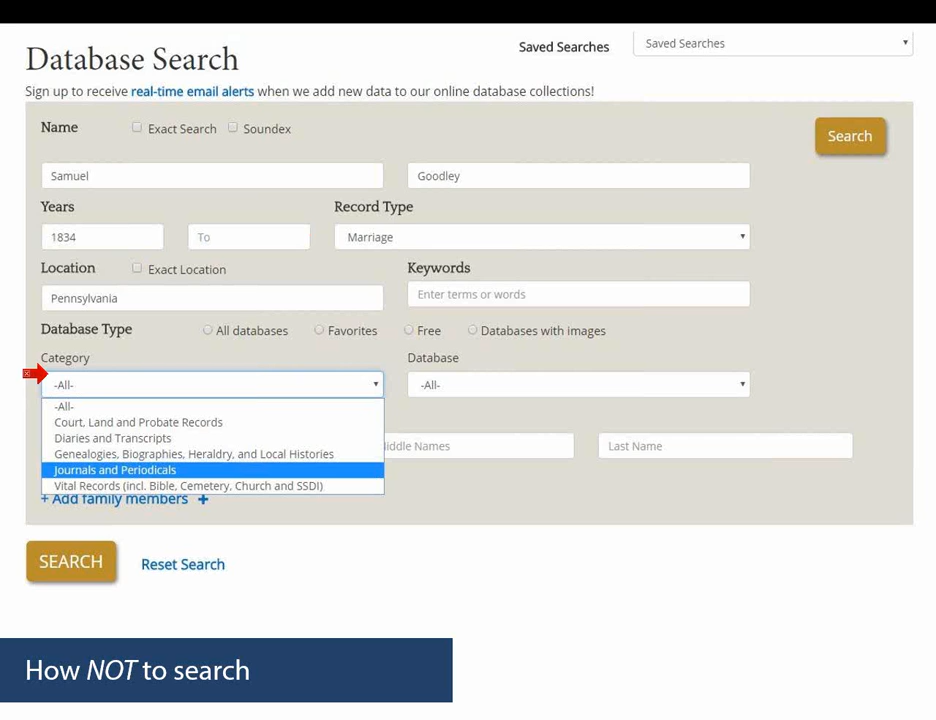 Database Search
Saved Searches
Saved Searches
Sign up to receive real-time email alerts when we add new data to our online database collections!
Name
Exact Search
Soundex
Search
Samuel
Goodley
Years
Record Type
1834
To
Marriage
Location
Exact Location
Keywords
Pennsylvania
Enter terms or words
Database Type
All databases
Favorites
Free
Databases with images
Category
Database
-All-
-All-
-All-
Court, Land and Probate Records
Diaries and Transcripts
Genealogies, Biographies, Heraldry, and Local Histories
Journals and Periodicals
Vital Records (incl. Bible, Cemetery, Church and SSDI)
Names
Last Name
+ Add family members +
SEARCH
Reset Search
How NOT to search